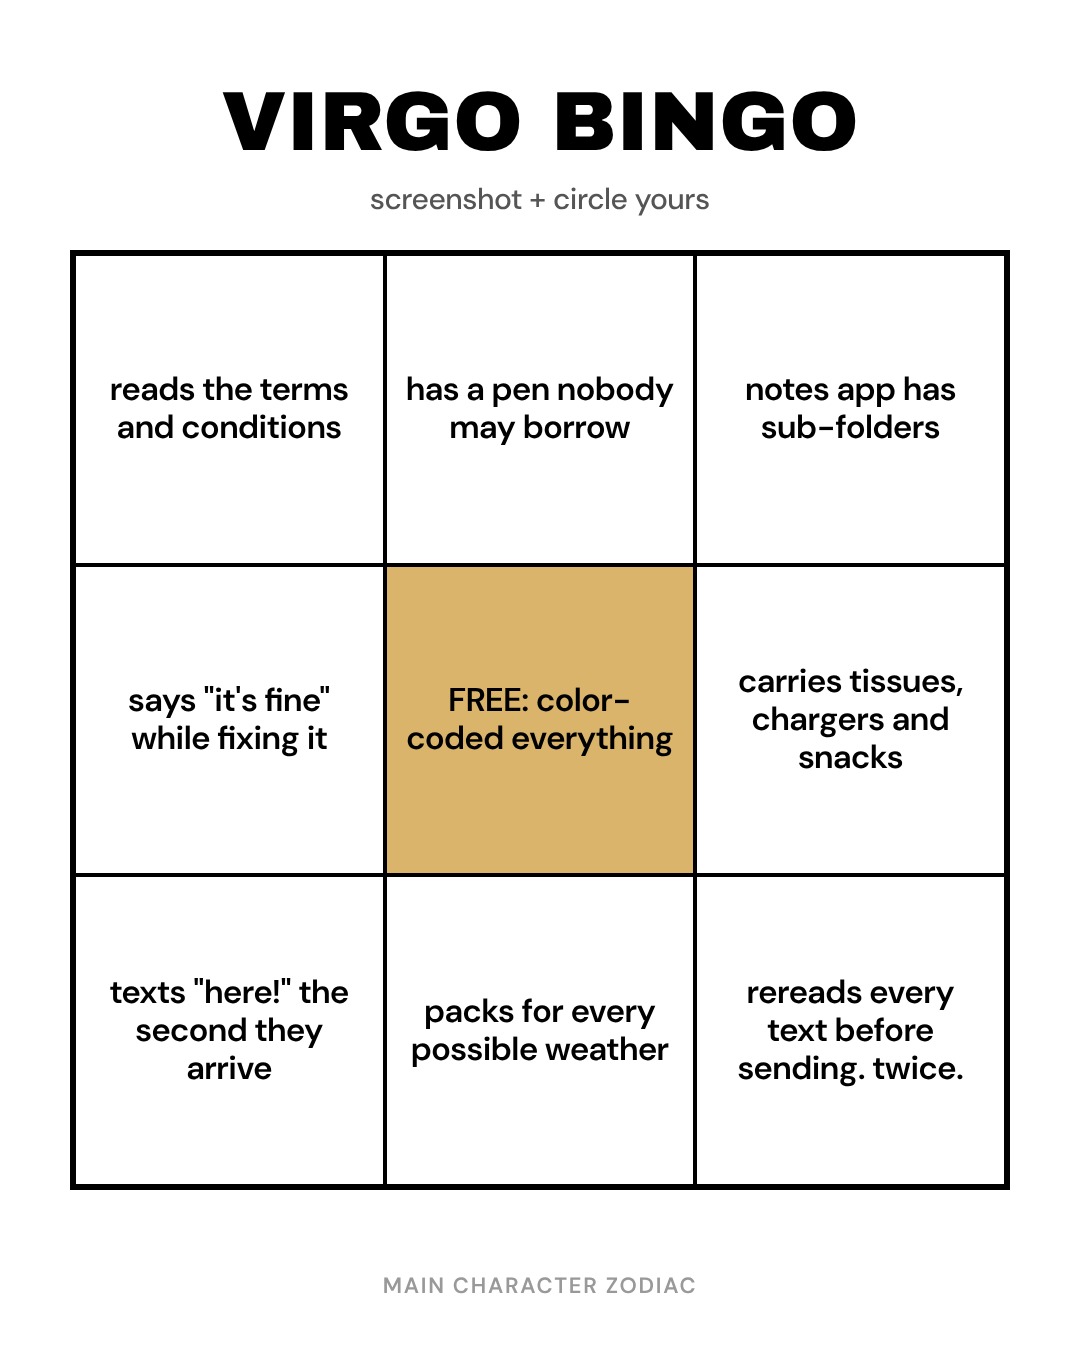 VIRGO BINGO
screenshot + circle yours
reads the terms
and conditions
has a pen nobody
may borrow
notes app has
sub-folders
says "it's fine"
while fixing it
FREE: color-
coded everything
carries tissues,
chargers and
snacks
texts "here!" the
second they
arrive
packs for every
possible weather
rereads every
text before
sending. twice.
MAIN CHARACTER ZODIAC